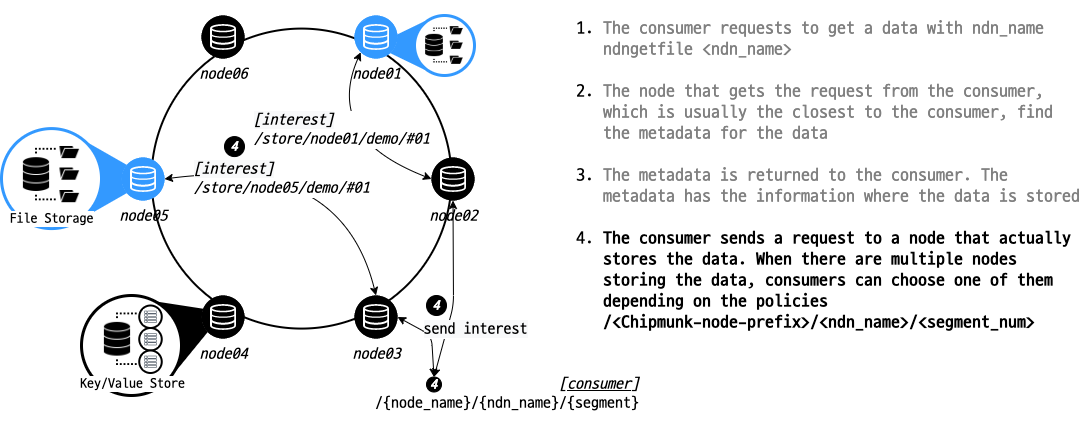 node06
node01
[interest]
/store/node01/demo/#01
4
[interest]
/store/node05/demo/#01
File Storage
node05
node02
4
send interest
node04
node03
Key/Value Store
4
[consumer]
/{node_name}/{ndn_name}/{segment}
1. The consumer requests to get a data with ndn_name
ndngetfile <ndn_name>
2. The node that gets the request from the consumer,
which is usually the closest to the consumer, find
the metadata for the data
3. The metadata is returned to the consumer. The
metadata has the information where the data is stored
4. The consumer sends a request to a node that actually
stores the data. When there are multiple nodes
storing the data, consumers can choose one of them
depending on the policies
/<Chipmunk-node-prefix>/<ndn_name>/<segment_num>